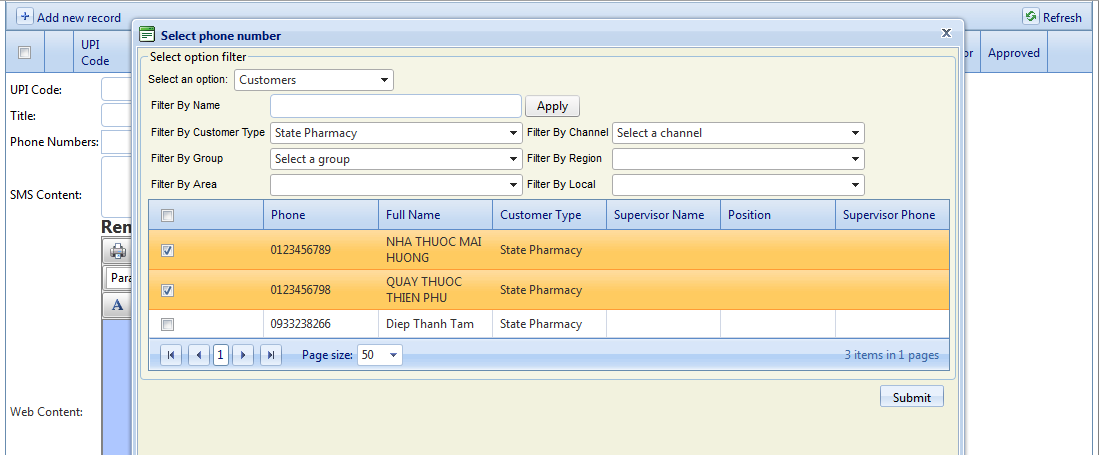 Add new record
Refresh
UPI
Code
or
Approved
UPI Code:
Title:
Phone Numbers:
SMS Content:
Ren
Para
A
Web Content:
Select phone number
X
Select option filter
Select an option: Customers
Filter By Name
Apply
Filter By Customer Type State Pharmacy Filter By Channel Select a channel
Filter By Group Select a group Filter By Region
Filter By Area Filter By Local
Phone Full Name Customer Type Supervisor Name Position Supervisor Phone
0123456789 NHA THUOC MAI HUONG State Pharmacy
0123456798 QUAY THUOC THIEN PHU State Pharmacy
0933238266 Diep Thanh Tam State Pharmacy
1 Page size: 50 3 items in 1 pages
Submit